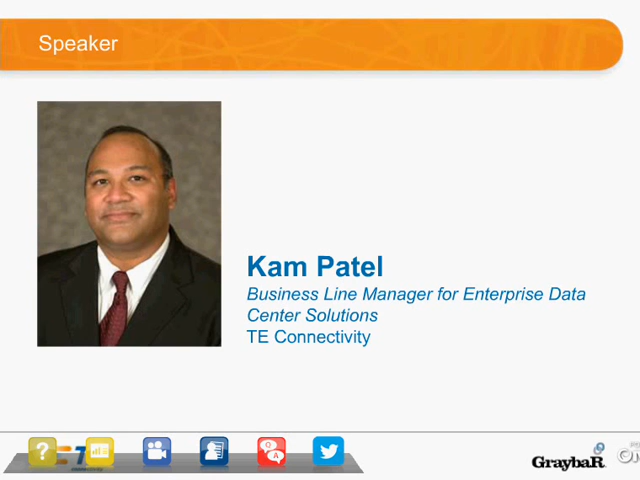 Speaker
Kam Patel
Business Line Manager for Enterprise Data
Center Solutions
TE Connectivity
?
Q
A
GraybaR